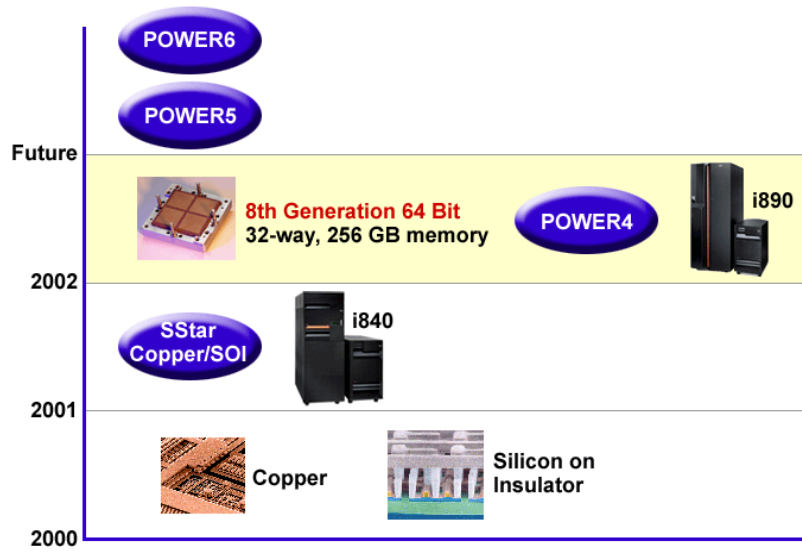 POWER6
POWER5
Future
8th Generation 64 Bit
32-way, 256 GB memory
POWER4
i890
2002
SStar
Copper/SOI
i840
2001
Copper
Silicon on
Insulator
2000